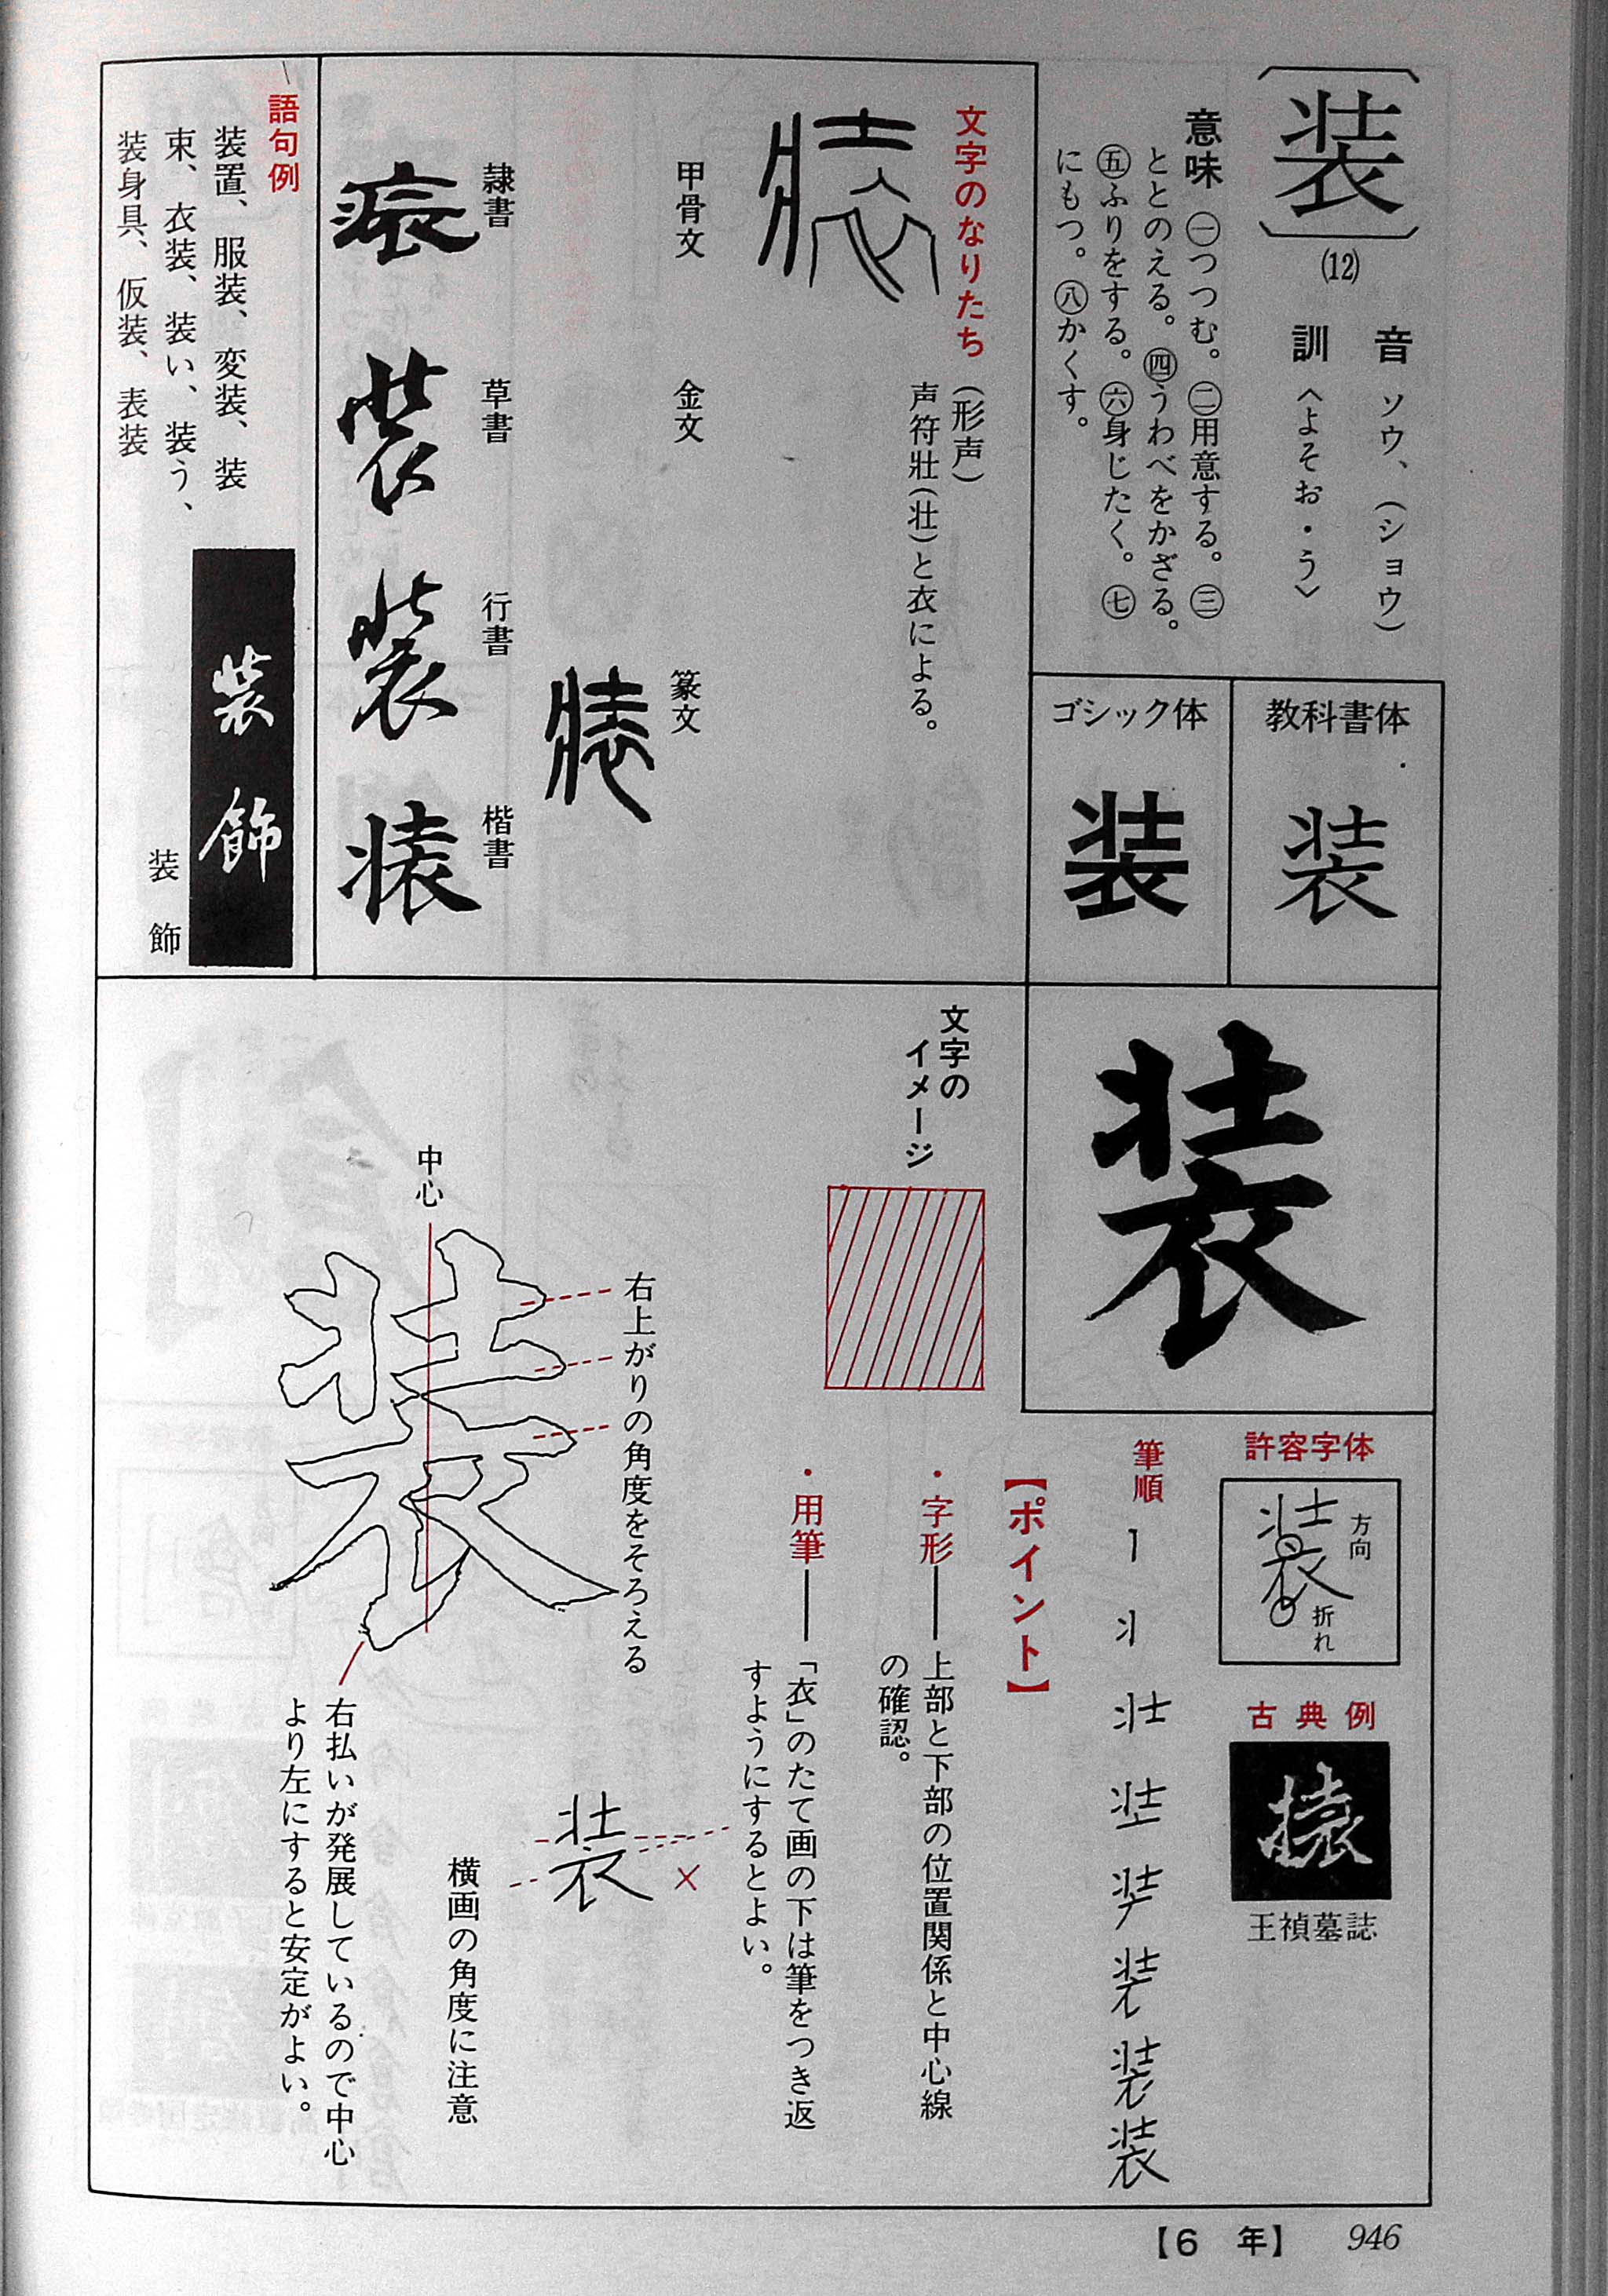 装
(12)
音 ソウ、(ショウ)
訓 〈よそお・う〉
意味 ㊀つつむ。㊁用意する。㊂
ととのえる。㊃うわべをかざる。
㊄ふりをする。㊅身じたく。㊆
にもつ。㊇かくす。
教科書体
装
ゴシック体
装
文字のなりたち
(形声)
声符壯(壮)と衣による。
甲骨文
金文
篆文
隷書
草書
行書
楷書
語句例
装置、服装、変装、装
束、衣装、装い、装う、
装身具、仮装、表装
装飾
装飾
装
許容字体
装
方向
折れ
古典例
王禎墓誌
筆順
【ポイント】
・字形――上部と下部の位置関係と中心線
の確認。
・用筆――「衣」のたて画の下は筆をつき返
すようにするとよい。
文字の
イメージ
右上がりの角度をそろえる
中心
装
装
×
横画の角度に注意
右払いが発展しているので中心
より左にすると安定がよい。
【6 年】 946